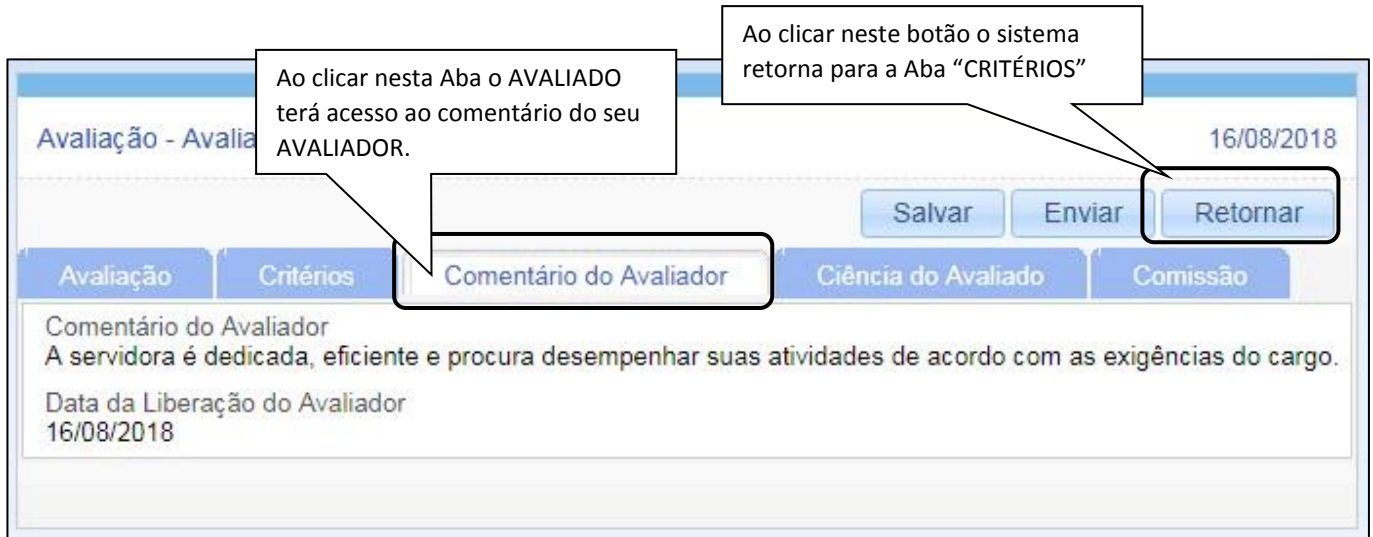 Ao clicar neste botão o sistema
retorna para a Aba “CRITÉRIOS”
Ao clicar nesta Aba o AVALIADO
terá acesso ao comentário do seu
AVALIADOR.
Avaliação - Avalia
16/08/2018
Salvar Enviar Retornar
Avaliação Critérios Comentário do Avaliador Ciência do Avaliado Comissão
Comentário do Avaliador
A servidora é dedicada, eficiente e procura desempenhar suas atividades de acordo com as exigências do cargo.
Data da Liberação do Avaliador
16/08/2018